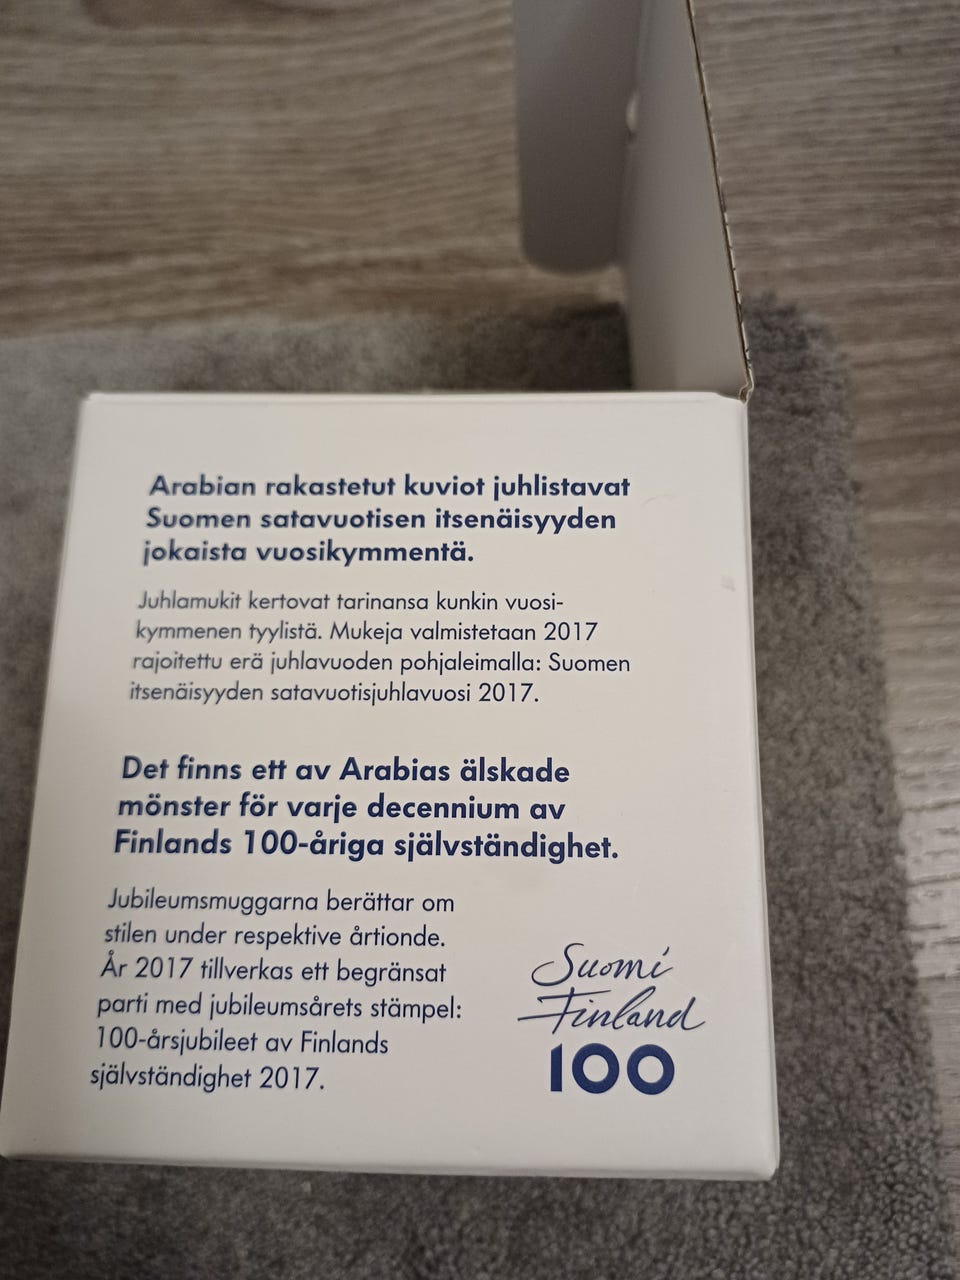 Arabian rakastetut kuviot juhlistavat
Suomen satavuotisen itsenäisyyden
jokaista vuosikymmentä.
Juhlamukit kertovat tarinansa kunkin vuosi-
kymmenen tyylistä. Mukeja valmistetaan 2017
rajoitettu erä juhlavuoden pohjaleimalla: Suomen
itsenäisyyden satavuotisjuhlavuosi 2017.
Det finns ett av Arabias älskade
mönster för varje decennium av
Finlands 100-åriga självständighet.
Jubileumsmuggarna berättar om
stilen under respektive årtionde.
År 2017 tillverkas ett begränsat
parti med jubileumsårets stämpel:
100-årsjubileet av Finlands
självständighet 2017.
Suomi
Finland
100